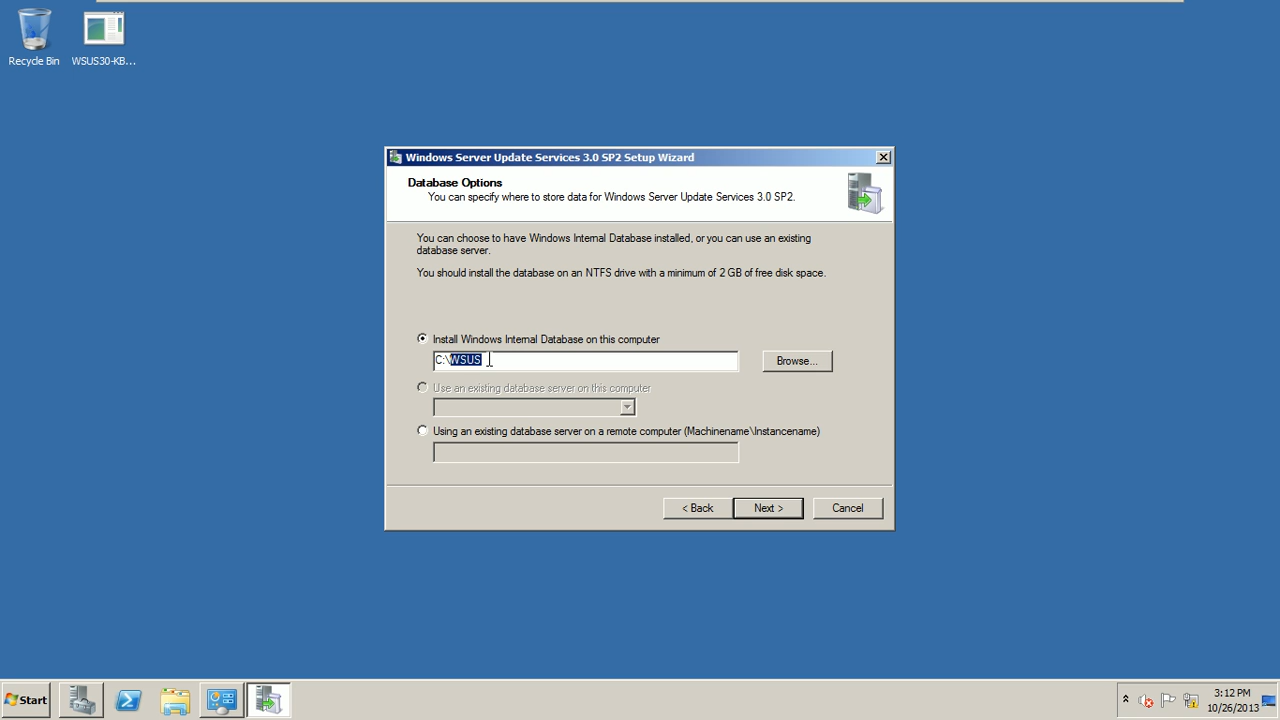 Recycle Bin
WSUS30-KB...
Windows Server Update Services 3.0 SP2 Setup Wizard
Database Options
You can specify where to store data for Windows Server Update Services 3.0 SP2.
You can choose to have Windows Internal Database installed, or you can use an existing
database server.
You should install the database on an NTFS drive with a minimum of 2 GB of free disk space.
Install Windows Internal Database on this computer
C:\WSUS
Browse...
Use an existing database server on this computer
Using an existing database server on a remote computer (Machinename\Instancename)
< Back
Next >
Cancel
Start
3:12 PM
10/26/2013